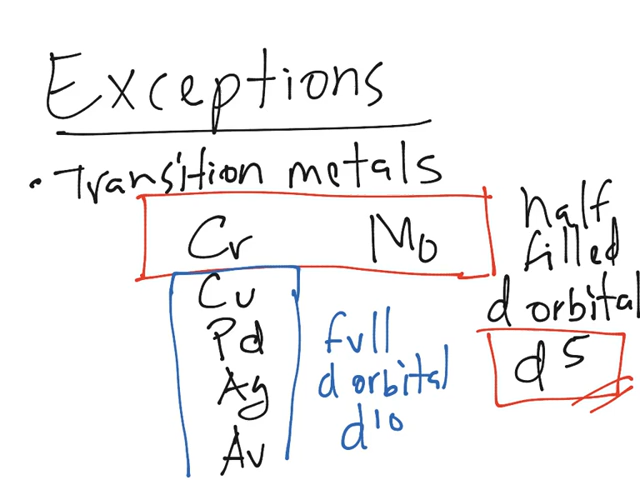 Exceptions
• Transition metals
Cr Mo
half
filled
d orbital
d5
Cu
Pd
Ag
Au
full
d orbital
d10